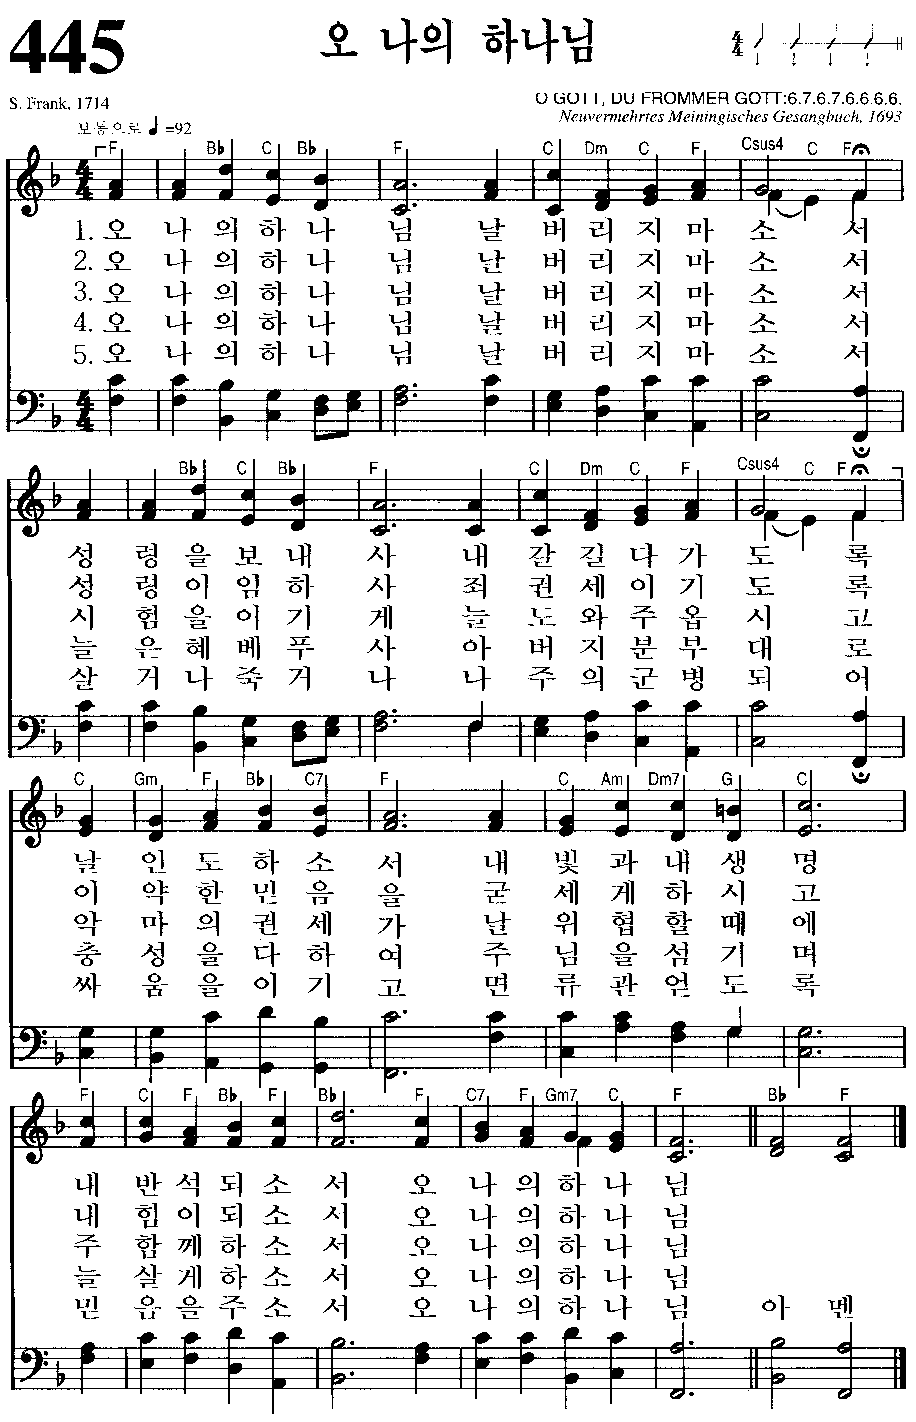 445
오 나의 하나님
S. Frank, 1714
O GOTT, DU FROMMER GOTT:6.7.6.7.6.6.6.6.
Neuvermehrtes Meiningisches Gesangbuch, 1693
보통으로 ♩=92
F Bb C Bb F C Dm C F Csus4 C F
1. 오 나 의 하 나 님 날 버 리 지 마 소 서
2. 오 나 의 하 나 님 날 버 리 지 마 소 서
3. 오 나 의 하 나 님 날 버 리 지 마 소 서
4. 오 나 의 하 나 님 날 버 리 지 마 소 서
5. 오 나 의 하 나 님 날 버 리 지 마 소 서
Bb C Bb F C Dm C F Csus4 C F
성 령 을 보 내 사 내 갈 길 다 가 도 록
성 령 이 임 하 사 죄 권 세 이 기 도 록
시 험 을 이 기 게 늘 도 와 주 옵 시 고
늘 은 혜 베 푸 사 아 버 지 분 부 대 로
살 거 나 죽 거 나 나 주 의 군 병 되 어
C Gm F Bb C7 F C Am Dm7 G C
날 인 도 하 소 서 내 빛 과 내 생 명
이 약 한 믿 음 을 굳 세 게 하 시 고
악 마 의 권 세 가 날 위 협 할 때 에
충 성 을 다 하 여 주 님 을 섬 기 며
싸 움 을 이 기 고 면 류 관 얻 도 록
F C F Bb F Bb F C7 F Gm7 C F Bb F
내 반 석 되 소 서 오 나 의 하 나 님
내 힘 이 되 소 서 오 나 의 하 나 님
주 함 께 하 소 서 오 나 의 하 나 님
늘 살 게 하 소 서 오 나 의 하 나 님
믿 음 을 주 소 서 오 나 의 하 나 님 아 멘